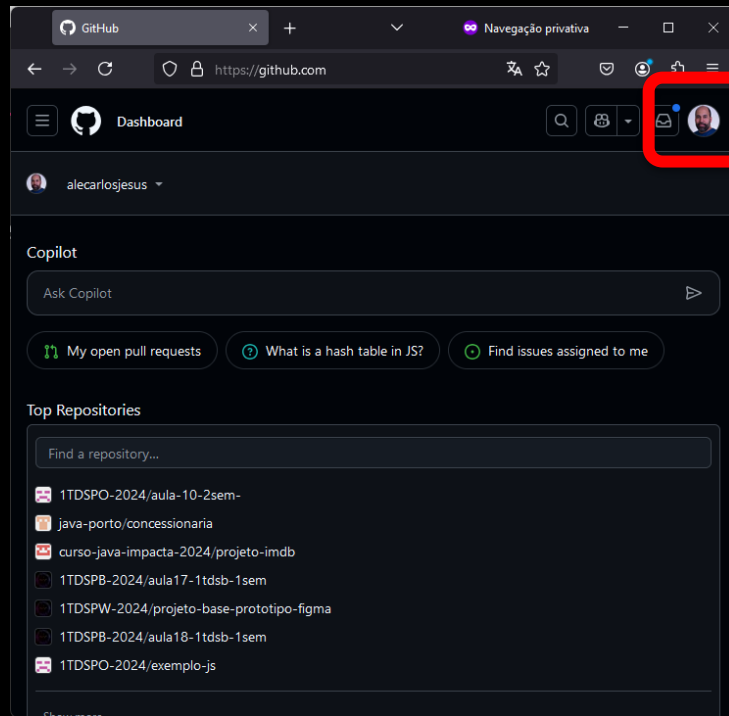 GitHub
Navegação privativa
https://github.com
Dashboard
alecarlosjesus
Copilot
Ask Copilot
My open pull requests
What is a hash table in JS?
Find issues assigned to me
Top Repositories
Find a repository...
1TDSPO-2024/aula-10-2sem-
java-porto/concessionaria
curso-java-impacta-2024/projeto-imdb
1TDSPB-2024/aula17-1tdsb-1sem
1TDSPW-2024/projeto-base-prototipo-figma
1TDSPB-2024/aula18-1tdsb-1sem
1TDSPO-2024/exemplo-js
Show more